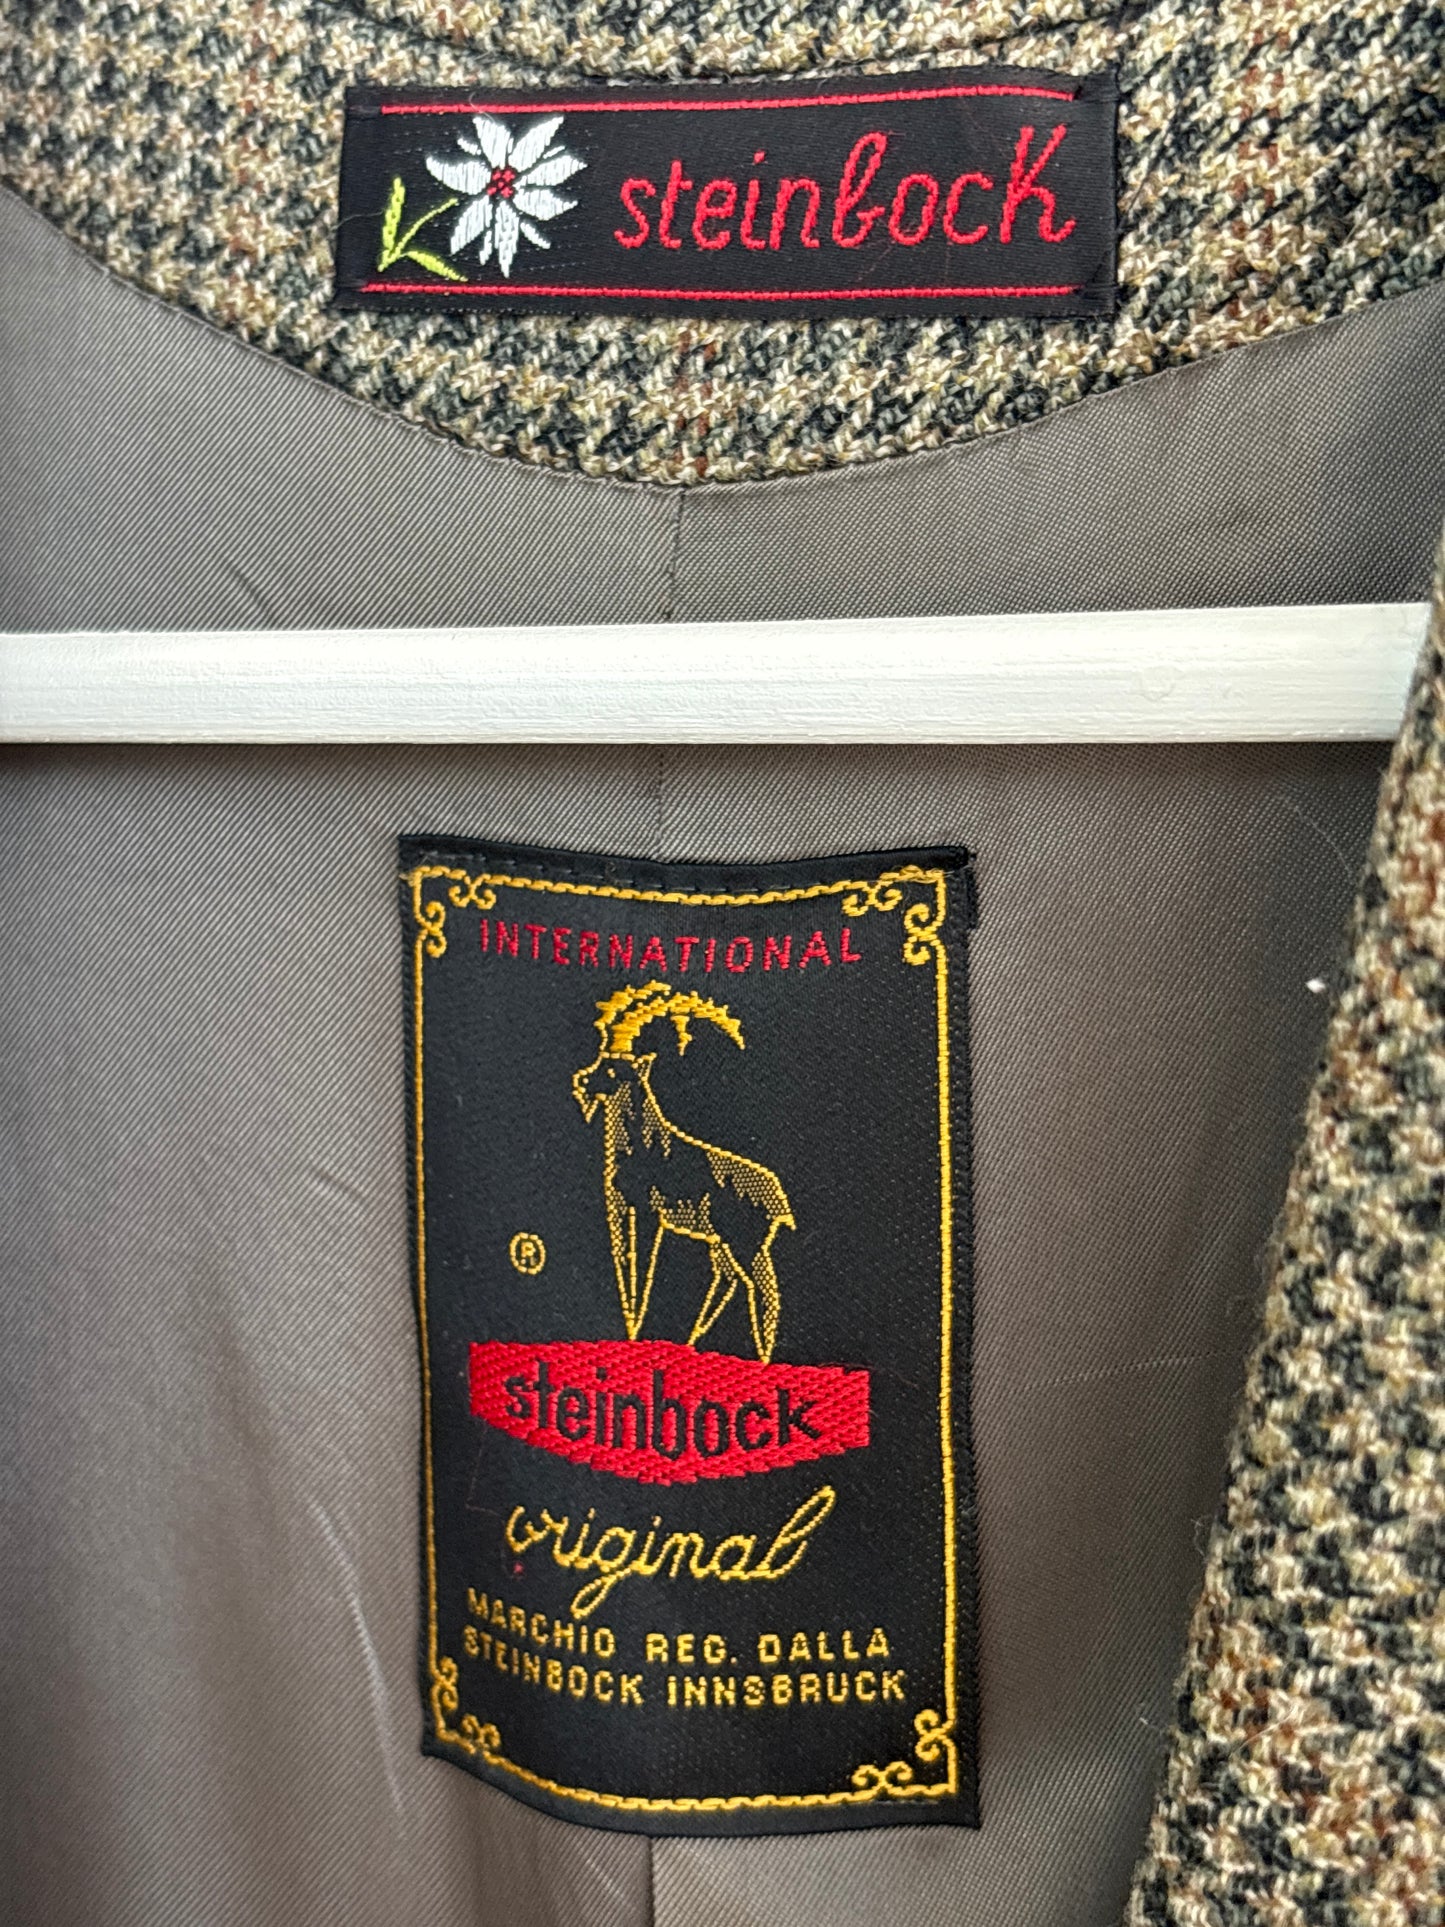 steinbock
INTERNATIONAL
®
steinbock
original
MARCHIO REG. DALLA
STEINBOCK INNSBRUCK